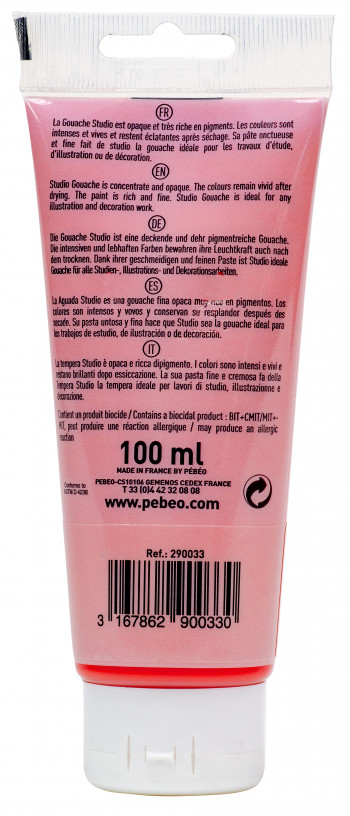 FR
La Gouache Studio est opaque et très riche en pigments. Les couleurs sont
intenses et vives et restent éclatantes après séchage. Sa pâte onctueuse
et fine fait de studio la gouache idéale pour les travaux d'étude,
d'illustration ou de décoration.
EN
Studio Gouache is concentrate and opaque. The colours remain vivid after
drying. The paint is rich and fine. Studio Gouache is ideal for any
illustration and decoration work.
DE
Die Gouache Studio ist eine deckende und dehr pigmentreiche Gouache.
Die intensiven und lebhaften Farben bewahren ihre Leuchtkraft auch nach
dem trocknen. Dank ihrer geschmeidigen und feinen Paste ist Studio ideale
Gouache für alle Studien-, Illustrations- und Dekorationsarbeiten.
ES
La Aguada Studio es una gouache fina opaca muy rica en pigmentos. Los
colores son intensos y vovos y conservan su resplandor después des
secado. Su pasta untosa y fina hace que Studio sea la gouache ideal para
los trabajos de estudio, de ilustración o de decoración.
IT
La tempera Studio è opaca e ricca dipigmenti. I colori sono intensi e vivi e
restano brillanti dopo essiccazione. La sua pasta fine e cremosa fa della
Tempera Studio la tempera ideale per lavori di studio, illustrazione e
decorazione.
Contient un produit biocide / Contains a biocidal product : BIT+CMIT/MIT+-
MIT, peut produire une réaction allergique / may produce an allergic
reaction
100 ml
MADE IN FRANCE BY PÉBÉO
Conforme to
ASTM D-4236
PEBEO-CS10106 GEMENOS CEDEX FRANCE
T 33 (0)4 42 32 08 08
www.pebeo.com
Ref.: 290033
3 167862 900330